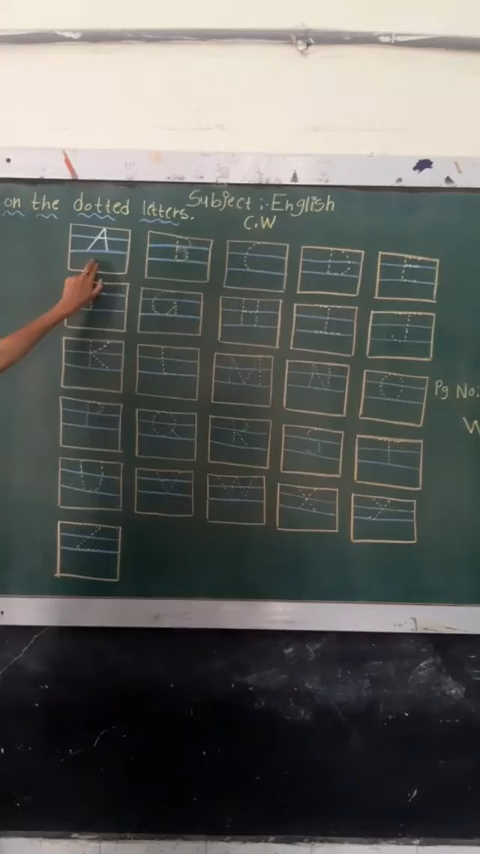 on the dotted letters. Subject :- English
C.W
A B C D E
G H I J
K L M N O
Pg No.
P Q R S T
U V W X Y
Z